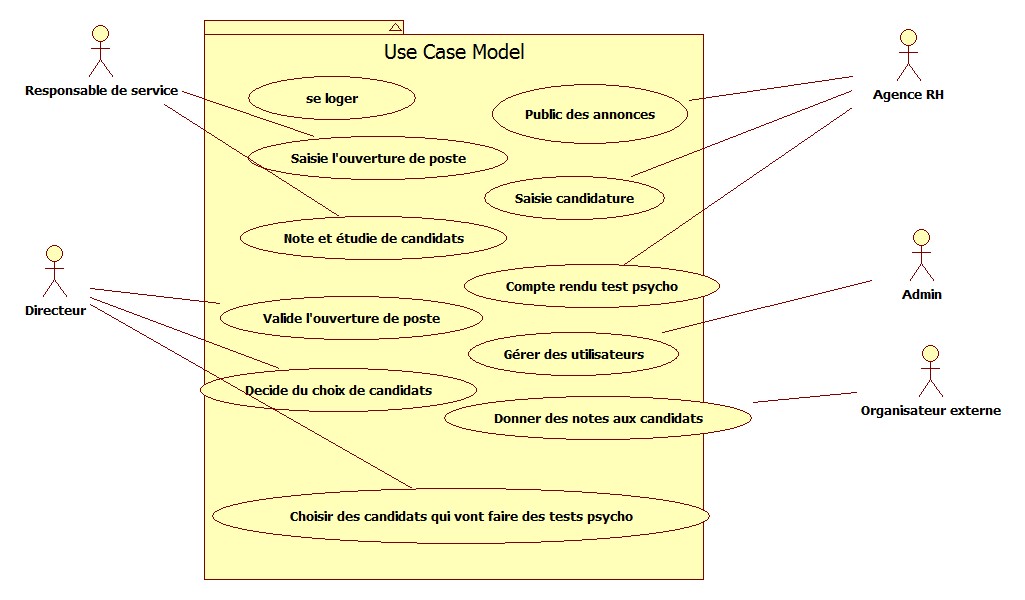 Use Case Model
Responsable de service
se loger
Public des annonces
Agence RH
Saisie l'ouverture de poste
Saisie candidature
Note et étudie de candidats
Compte rendu test psycho
Admin
Directeur
Valide l'ouverture de poste
Gérer des utilisateurs
Decide du choix de candidats
Organisateur externe
Donner des notes aux candidats
Choisir des candidats qui vont faire des tests psycho